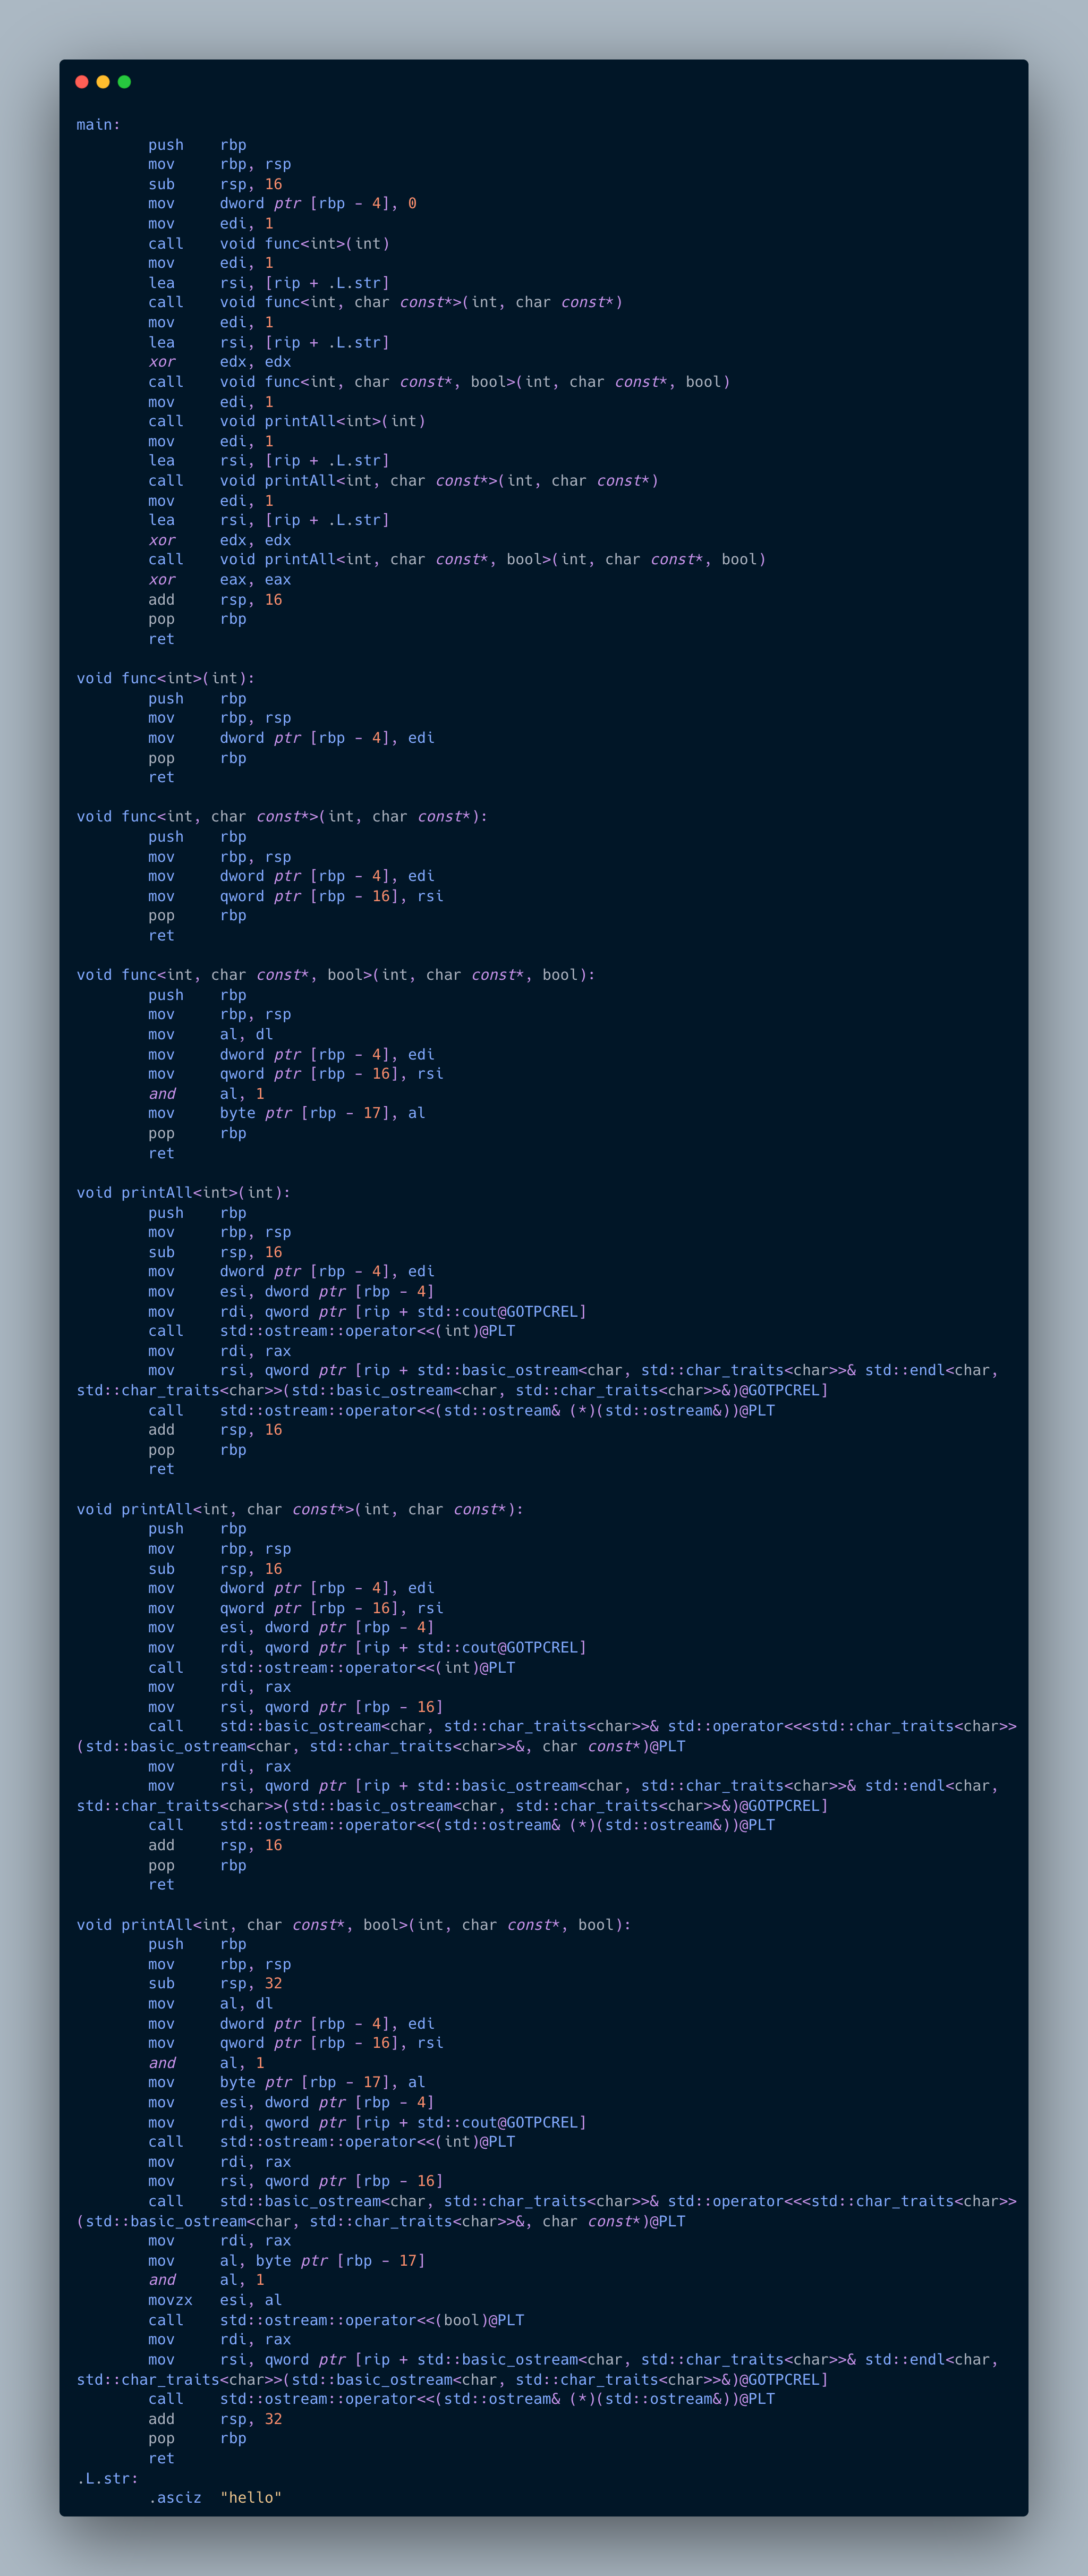 main:
        push    rbp
        mov     rbp, rsp
        sub     rsp, 16
        mov     dword ptr [rbp - 4], 0
        mov     edi, 1
        call    void func<int>(int)
        mov     edi, 1
        lea     rsi, [rip + .L.str]
        call    void func<int, char const*>(int, char const*)
        mov     edi, 1
        lea     rsi, [rip + .L.str]
        xor     edx, edx
        call    void func<int, char const*, bool>(int, char const*, bool)
        mov     edi, 1
        call    void printAll<int>(int)
        mov     edi, 1
        lea     rsi, [rip + .L.str]
        call    void printAll<int, char const*>(int, char const*)
        mov     edi, 1
        lea     rsi, [rip + .L.str]
        xor     edx, edx
        call    void printAll<int, char const*, bool>(int, char const*, bool)
        xor     eax, eax
        add     rsp, 16
        pop     rbp
        ret

void func<int>(int):
        push    rbp
        mov     rbp, rsp
        mov     dword ptr [rbp - 4], edi
        pop     rbp
        ret

void func<int, char const*>(int, char const*):
        push    rbp
        mov     rbp, rsp
        mov     dword ptr [rbp - 4], edi
        mov     qword ptr [rbp - 16], rsi
        pop     rbp
        ret

void func<int, char const*, bool>(int, char const*, bool):
        push    rbp
        mov     rbp, rsp
        mov     al, dl
        mov     dword ptr [rbp - 4], edi
        mov     qword ptr [rbp - 16], rsi
        and     al, 1
        mov     byte ptr [rbp - 17], al
        pop     rbp
        ret

void printAll<int>(int):
        push    rbp
        mov     rbp, rsp
        sub     rsp, 16
        mov     dword ptr [rbp - 4], edi
        mov     esi, dword ptr [rbp - 4]
        mov     rdi, qword ptr [rip + std::cout@GOTPCREL]
        call    std::ostream::operator<<(int)@PLT
        mov     rdi, rax
        mov     rsi, qword ptr [rip + std::basic_ostream<char, std::char_traits<char>>& std::endl<char,
std::char_traits<char>>(std::basic_ostream<char, std::char_traits<char>>&)@GOTPCREL]
        call    std::ostream::operator<<(std::ostream& (*)(std::ostream&))@PLT
        add     rsp, 16
        pop     rbp
        ret

void printAll<int, char const*>(int, char const*):
        push    rbp
        mov     rbp, rsp
        sub     rsp, 16
        mov     dword ptr [rbp - 4], edi
        mov     qword ptr [rbp - 16], rsi
        mov     esi, dword ptr [rbp - 4]
        mov     rdi, qword ptr [rip + std::cout@GOTPCREL]
        call    std::ostream::operator<<(int)@PLT
        mov     rdi, rax
        mov     rsi, qword ptr [rbp - 16]
        call    std::basic_ostream<char, std::char_traits<char>>& std::operator<<<std::char_traits<char>>
(std::basic_ostream<char, std::char_traits<char>>&, char const*)@PLT
        mov     rdi, rax
        mov     rsi, qword ptr [rip + std::basic_ostream<char, std::char_traits<char>>& std::endl<char,
std::char_traits<char>>(std::basic_ostream<char, std::char_traits<char>>&)@GOTPCREL]
        call    std::ostream::operator<<(std::ostream& (*)(std::ostream&))@PLT
        add     rsp, 16
        pop     rbp
        ret

void printAll<int, char const*, bool>(int, char const*, bool):
        push    rbp
        mov     rbp, rsp
        sub     rsp, 32
        mov     al, dl
        mov     dword ptr [rbp - 4], edi
        mov     qword ptr [rbp - 16], rsi
        and     al, 1
        mov     byte ptr [rbp - 17], al
        mov     esi, dword ptr [rbp - 4]
        mov     rdi, qword ptr [rip + std::cout@GOTPCREL]
        call    std::ostream::operator<<(int)@PLT
        mov     rdi, rax
        mov     rsi, qword ptr [rbp - 16]
        call    std::basic_ostream<char, std::char_traits<char>>& std::operator<<<std::char_traits<char>>
(std::basic_ostream<char, std::char_traits<char>>&, char const*)@PLT
        mov     rdi, rax
        mov     al, byte ptr [rbp - 17]
        and     al, 1
        movzx   esi, al
        call    std::ostream::operator<<(bool)@PLT
        mov     rdi, rax
        mov     rsi, qword ptr [rip + std::basic_ostream<char, std::char_traits<char>>& std::endl<char,
std::char_traits<char>>(std::basic_ostream<char, std::char_traits<char>>&)@GOTPCREL]
        call    std::ostream::operator<<(std::ostream& (*)(std::ostream&))@PLT
        add     rsp, 32
        pop     rbp
        ret
.L.str:
        .asciz  "hello"